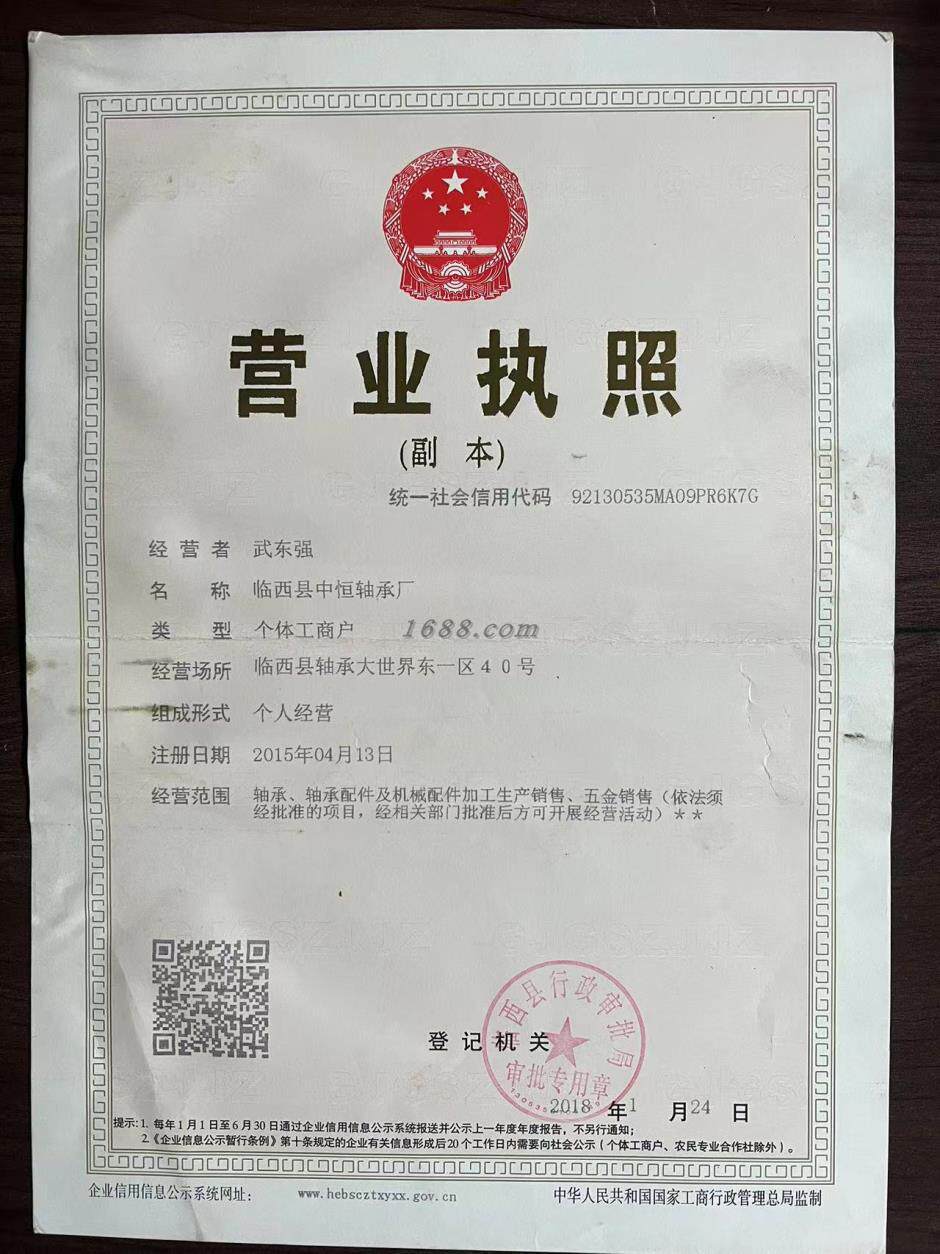 营业执照
(副 本)
统一社会信用代码 92130535MA09PR6K7G
经营者 武东强
名称 临西县中恒轴承厂
类型 个体工商户
1688.com
经营场所 临西县轴承大世界东一区40号
组成形式 个人经营
注册日期 2015年04月13日
经营范围 轴承、轴承配件及机械配件加工生产销售、五金销售（依法须
经批准的项目，经相关部门批准后方可开展经营活动）**
临西县行政审批局
登记机关
审批专用章
2018 年1 月24 日
提示：1. 每年1月1日至6月30日通过企业信用信息公示系统报送并公示上一年度年度报告，不另行通知；
2.《企业信息公示暂行条例》第十条规定的企业有关信息形成后20个工作日内需要向社会公示（个体工商户、农民专业合作社除外）。
企业信用信息公示系统网址： www.hebscztxyxx.gov.cn 中华人民共和国国家工商行政管理总局监制